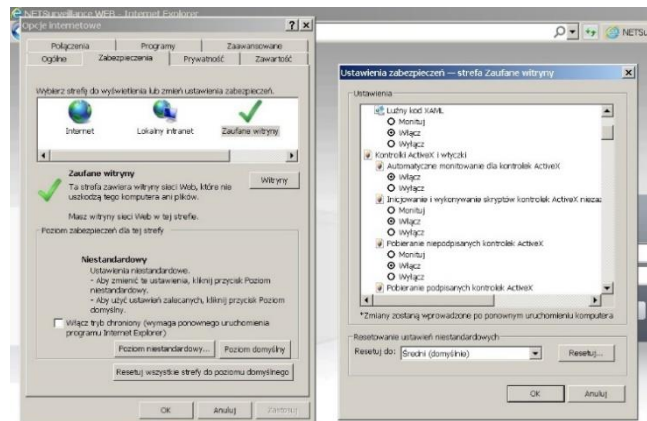 NETSurveillance WEB - Internet Explorer
Opcje internetowe
Połączenia Programy Zaawansowane
Ogólne Zabezpieczenia Prywatność Zawartość
Wybierz strefę do wyświetlenia lub zmień ustawienia zabezpieczeń.
Internet Lokalny intranet Zaufane witryny
Zaufane witryny
Ta strefa zawiera witryny sieci Web, które nie
uszkodzą tego komputera ani plików.
Witryny
Masz witryny sieci Web w tej strefie.
Poziom zabezpieczeń dla tej strefy
Niestandardowy
Ustawienia niestandardowe.
- Aby zmienić te ustawienia, kliknij przycisk Poziom
niestandardowy.
- Aby użyć ustawień zalecanych, kliknij przycisk Poziom
domyślny.
Włącz tryb chroniony (wymaga ponownego uruchomienia
programu Internet Explorer)
Poziom niestandardowy... Poziom domyślny
Resetuj wszystkie strefy do poziomu domyślnego
OK Anuluj Zastosuj
NETSu
Ustawienia zabezpieczeń — strefa Zaufane witryny
Ustawienia
Luźny kod XAML
Monituj
Włącz
Wyłącz
Kontrolki ActiveX i wtyczki
Automatyczne monitowanie dla kontrolek ActiveX
Włącz
Wyłącz
Inicjowanie i wykonywanie skryptów kontrolek ActiveX niezaz
Monituj
Włącz
Wyłącz
Pobieranie niepodpisanych kontrolek ActiveX
Monituj
Włącz
Wyłącz
Pobieranie podpisanych kontrolek ActiveX
*Zmiany zostaną wprowadzone po ponownym uruchomieniu komputera
Resetowanie ustawień niestandardowych
Resetuj do: Średni (domyślnie) Resetuj...
OK Anuluj